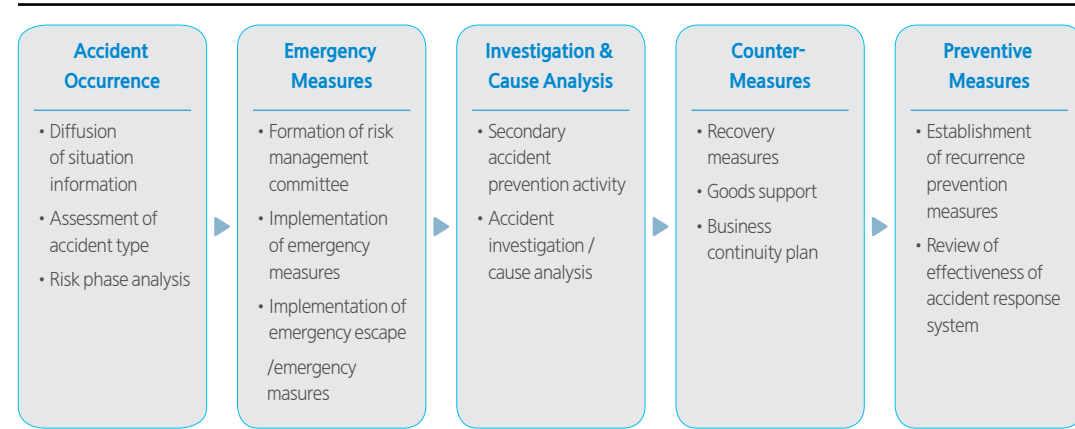 Accident
Occurrence
• Diffusion
of situation
information
• Assessment of
accident type
• Risk phase analysis
Emergency
Measures
• Formation of risk
management
committee
• Implementation
of emergency
measures
• Implementation of
emergency escape
/emergency
masures
Investigation &
Cause Analysis
• Secondary
accident
prevention activity
• Accident
investigation /
cause analysis
Counter-
Measures
• Recovery
measures
• Goods support
• Business
continuity plan
Preventive
Measures
• Establishment
of recurrence
prevention
measures
• Review of
effectiveness of
accident response
system